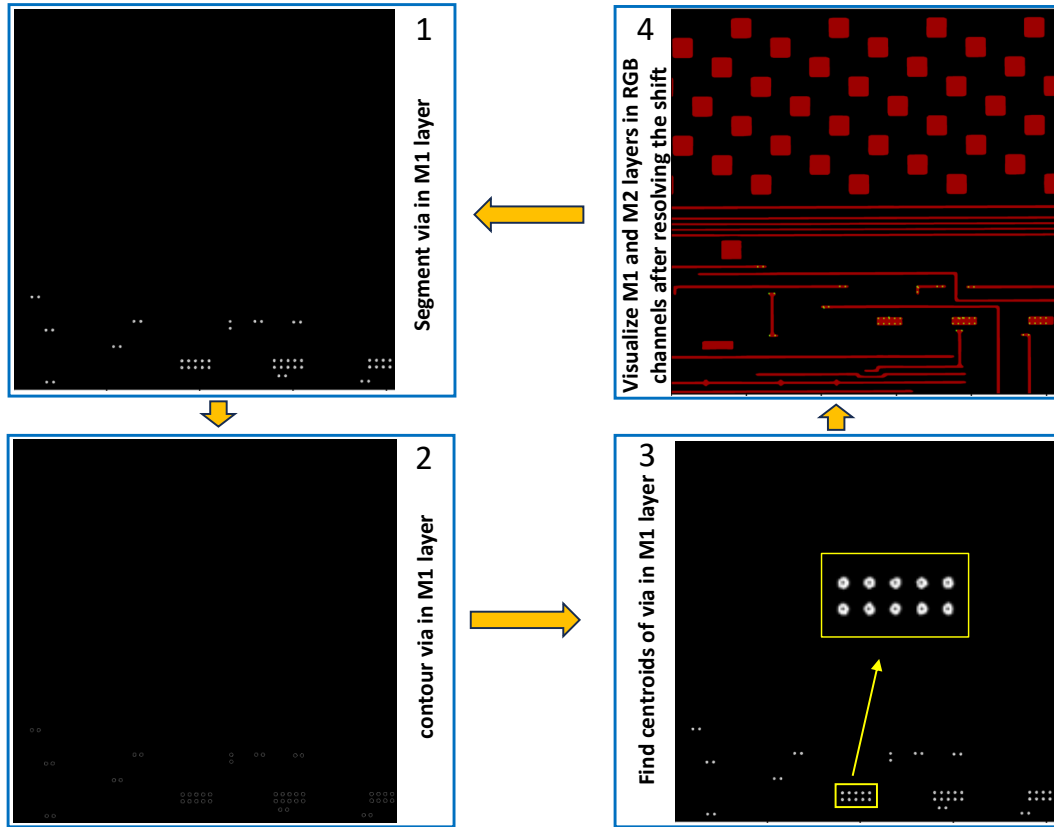 1
Segment via in M1 layer
2
contour via in M1 layer
3
Find centroids of via in M1 layer
4
Visualize M1 and M2 layers in RGB
channels after resolving the shift